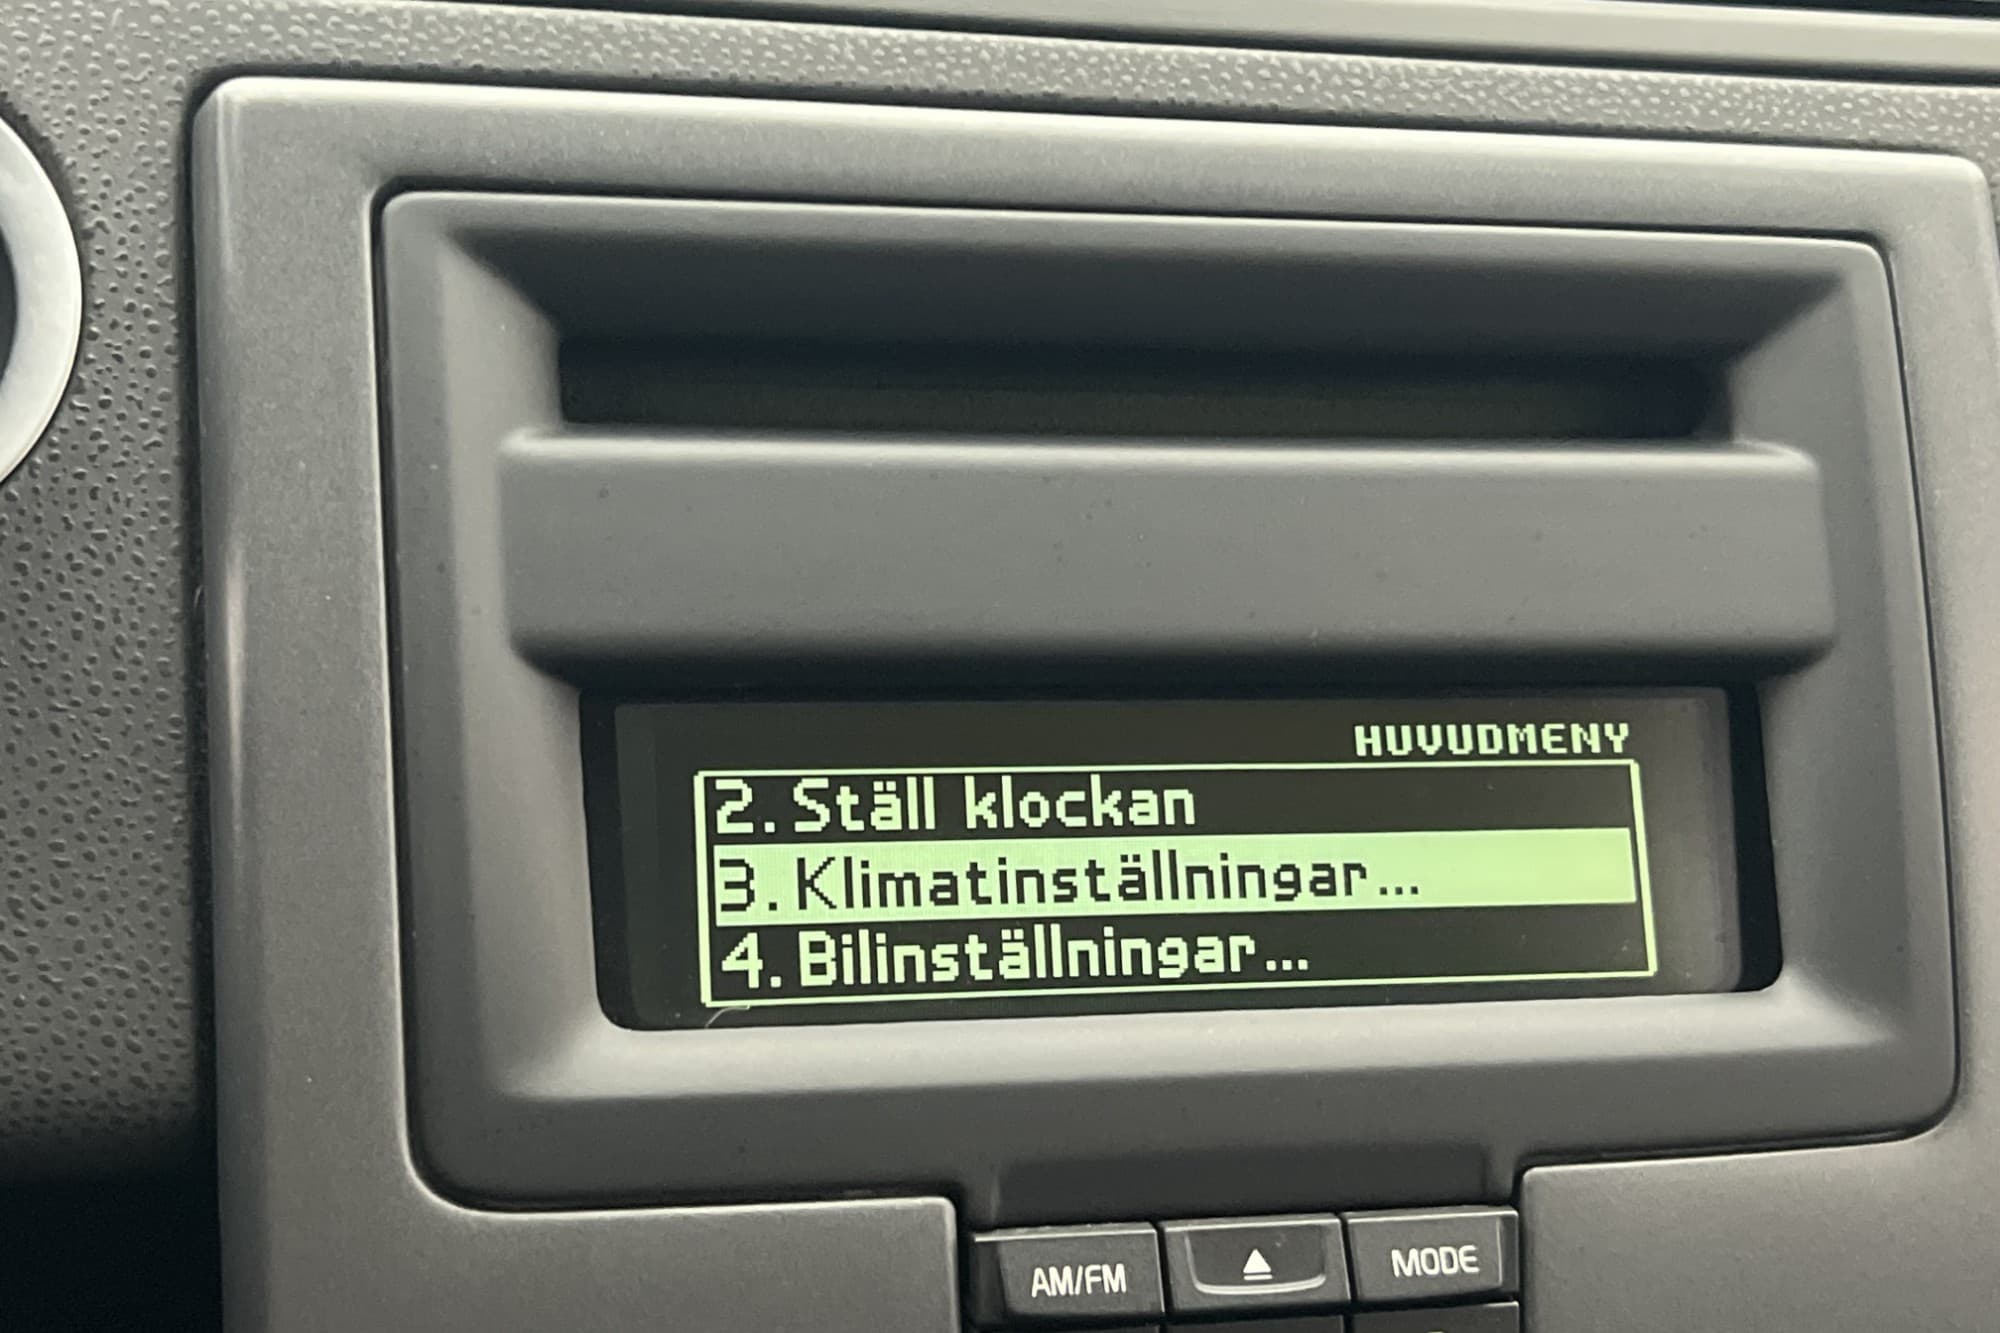 HUVUDMENY
2. Ställ klockan
3. Klimatinställningar...
4. Bilinställningar...
AM/FM
MODE